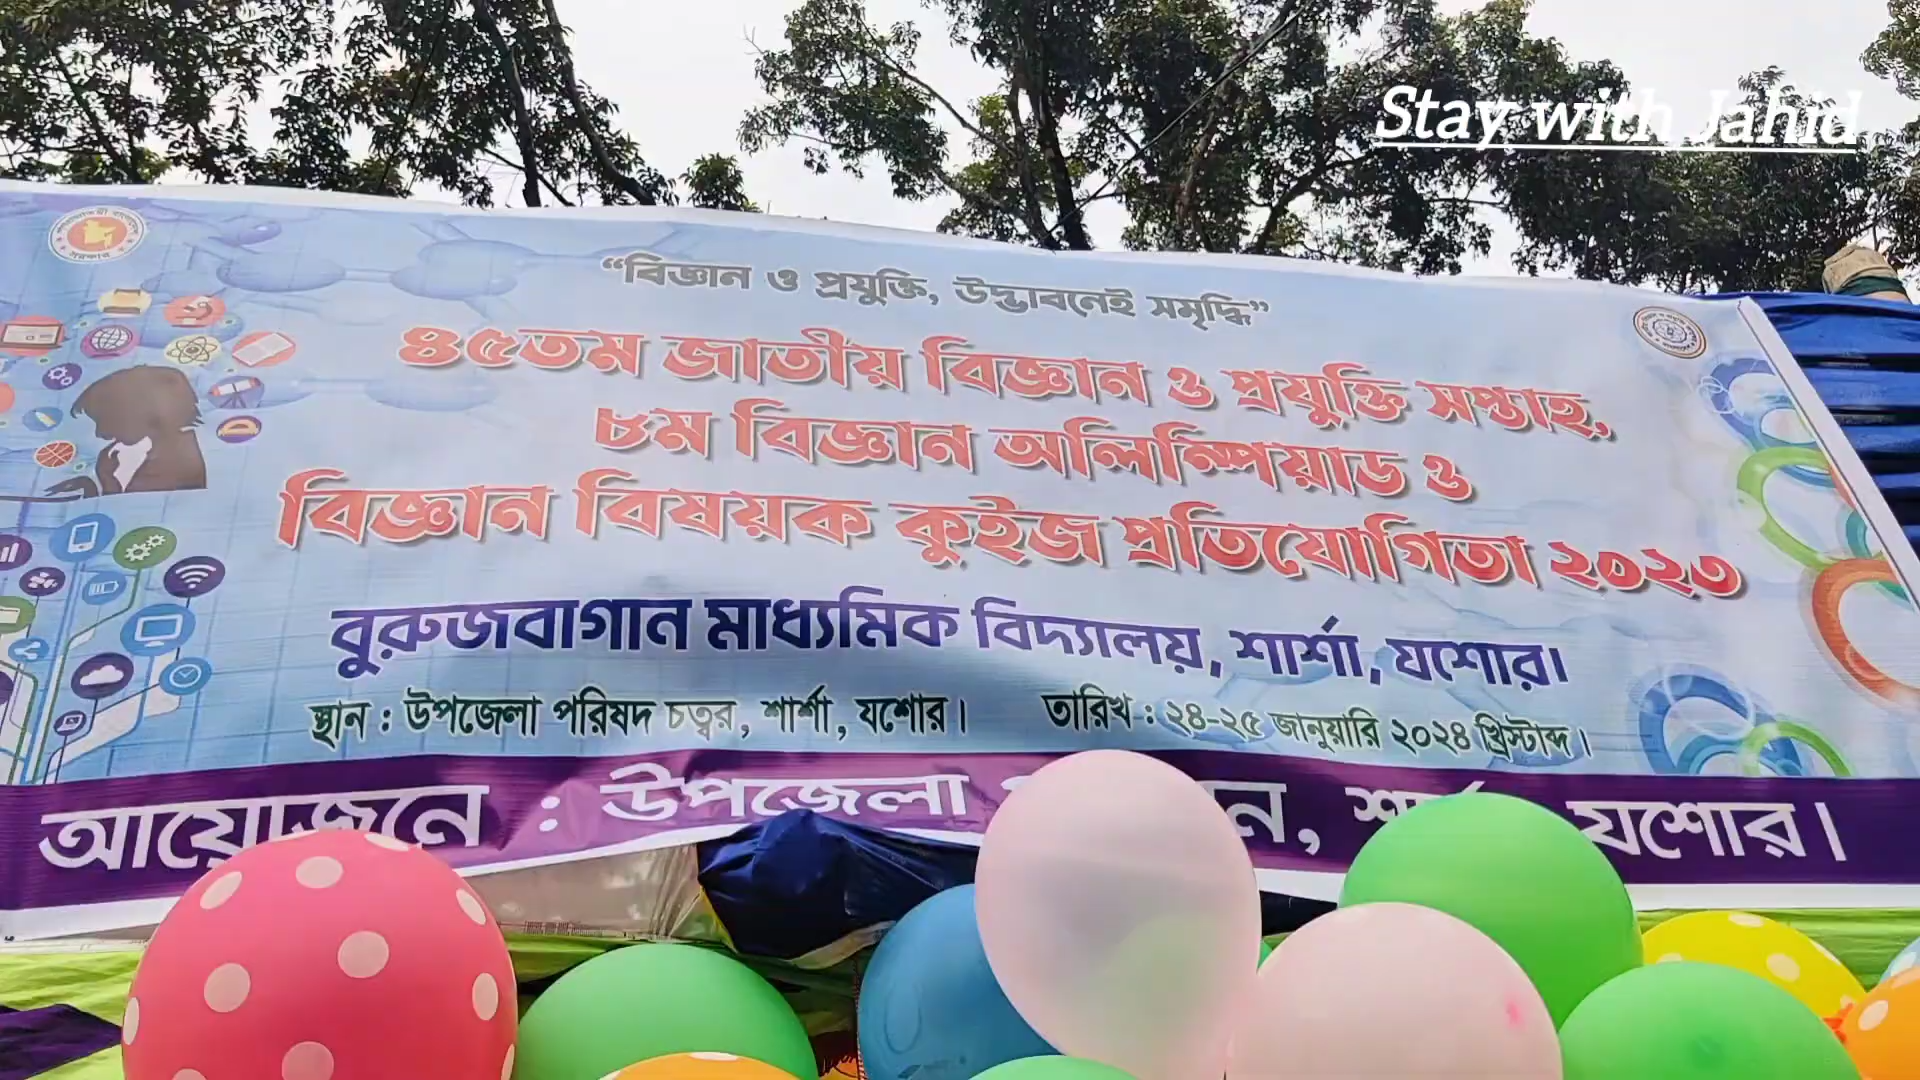 Stay with Jahid
“বিজ্ঞান ও প্রযুক্তি, উদ্ভাবনেই সমৃদ্ধি”
৪৫তম জাতীয় বিজ্ঞান ও প্রযুক্তি সপ্তাহ,
৮ম বিজ্ঞান অলিম্পিয়াড ও
বিজ্ঞান বিষয়ক কুইজ প্রতিযোগিতা ২০২৩
বুরুজবাগান মাধ্যমিক বিদ্যালয়, শার্শা, যশোর।
স্থান : উপজেলা পরিষদ চত্বর, শার্শা, যশোর। তারিখ : ২৪-২৫ জানুয়ারি ২০২৪ খ্রিস্টাব্দ।
আয়োজনে : উপজেলা যশোর।